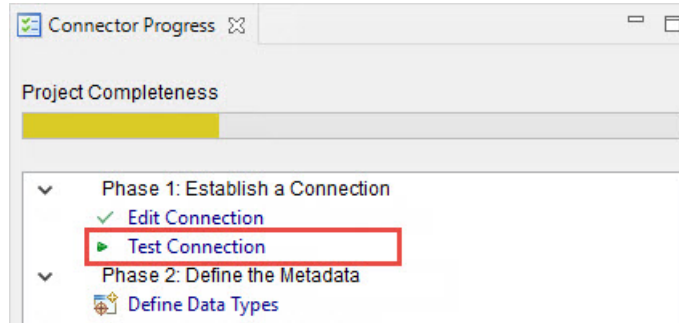 Connector Progress
Project Completeness
Phase 1: Establish a Connection
Edit Connection
Test Connection
Phase 2: Define the Metadata
Define Data Types